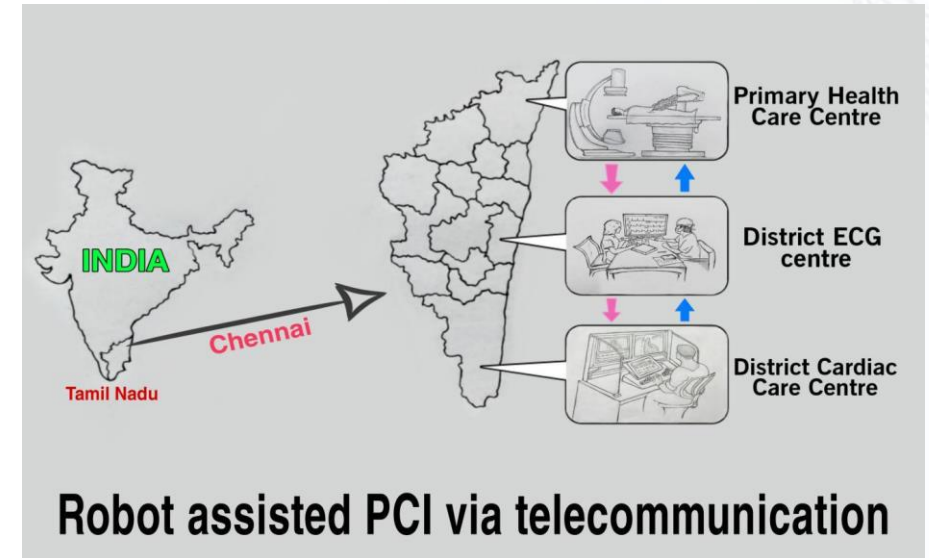 INDIA
Chennai
Tamil Nadu
Primary Health
Care Centre
District ECG
centre
District Cardiac
Care Centre
Robot assisted PCI via telecommunication